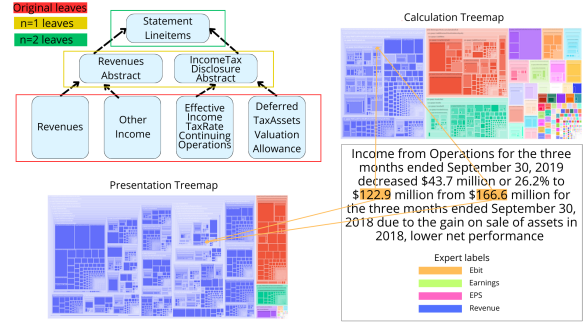 Original leaves
n=1 leaves
n=2 leaves
Statement
Lineitems
Revenues
Abstract
IncomeTax
Disclosure
Abstract
Revenues
Other
Income
Effective
Income
TaxRate
Continuing
Operations
Deferred
TaxAssets
Valuation
Allowance
Presentation Treemap
Calculation Treemap
Income from Operations for the three
months ended September 30, 2019
decreased $43.7 million or 26.2% to
$122.9 million from $166.6 million for
the three months ended September 30,
2018 due to the gain on sale of assets in
2018, lower net performance
Expert labels
Ebit
Earnings
EPS
Revenue